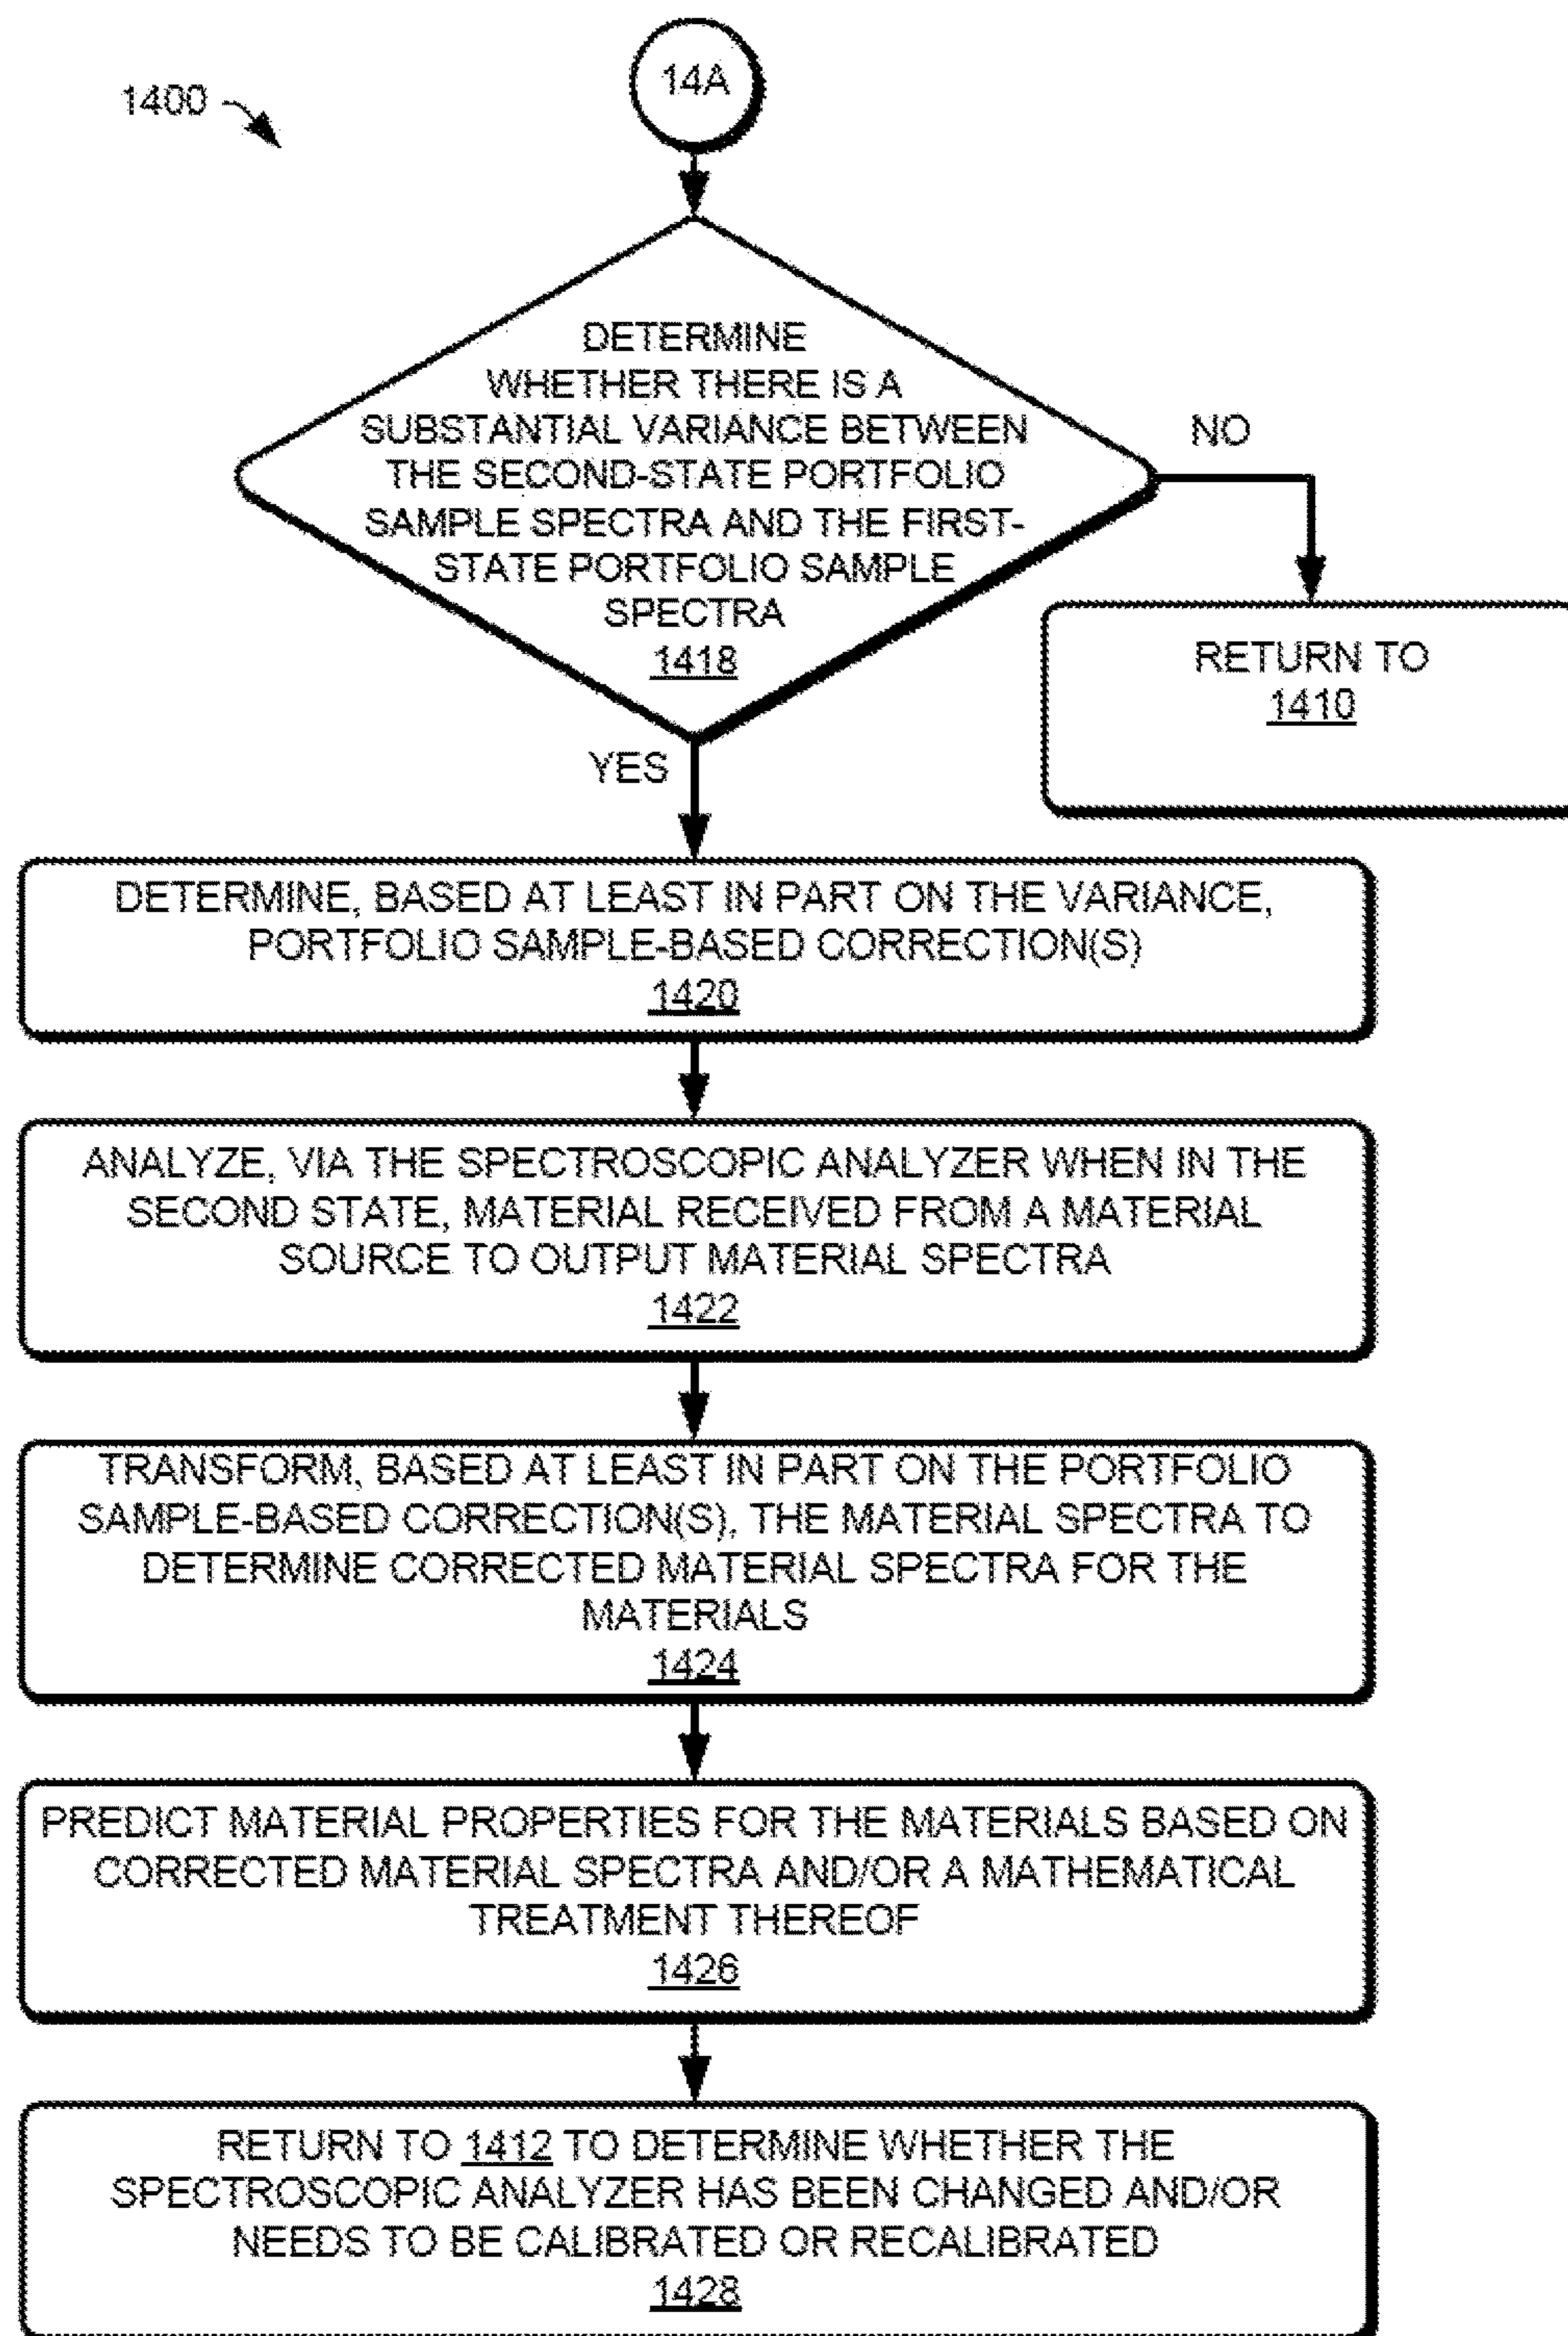 14A
1400
DETERMINE
WHETHER THERE IS A
SUBSTANTIAL VARIANCE BETWEEN
THE SECOND-STATE PORTFOLIO
SAMPLE SPECTRA AND THE FIRST-
STATE PORTFOLIO SAMPLE
SPECTRA
1418
NO
RETURN TO
1410
YES
DETERMINE, BASED AT LEAST IN PART ON THE VARIANCE,
PORTFOLIO SAMPLE-BASED CORRECTION(S)
1420
ANALYZE, VIA THE SPECTROSCOPIC ANALYZER WHEN IN THE
SECOND STATE, MATERIAL RECEIVED FROM A MATERIAL
SOURCE TO OUTPUT MATERIAL SPECTRA
1422
TRANSFORM, BASED AT LEAST IN PART ON THE PORTFOLIO
SAMPLE-BASED CORRECTION(S), THE MATERIAL SPECTRA TO
DETERMINE CORRECTED MATERIAL SPECTRA FOR THE
MATERIALS
1424
PREDICT MATERIAL PROPERTIES FOR THE MATERIALS BASED ON
CORRECTED MATERIAL SPECTRA AND/OR A MATHEMATICAL
TREATMENT THEREOF
1426
RETURN TO 1412 TO DETERMINE WHETHER THE
SPECTROSCOPIC ANALYZER HAS BEEN CHANGED AND/OR
NEEDS TO BE CALIBRATED OR RECALIBRATED
1428